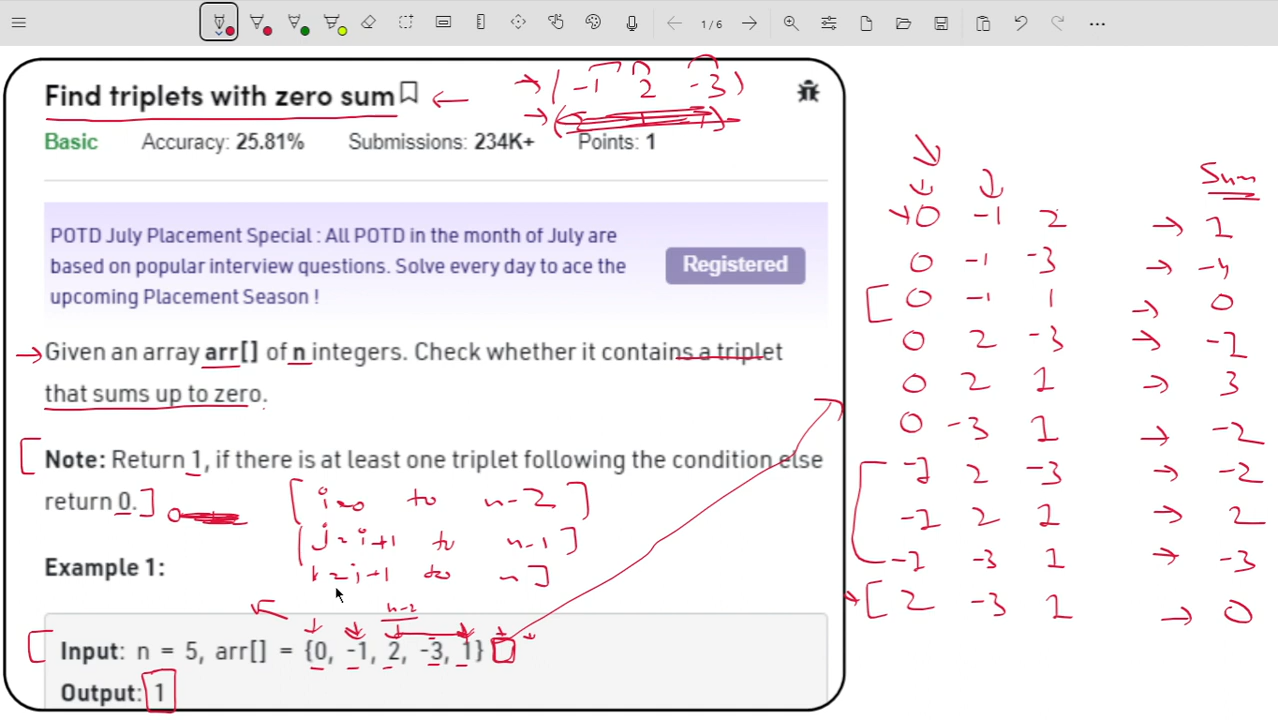 1 / 6
Find triplets with zero sum
← → ( -1 2 -3 )
Basic Accuracy: 25.81% Submissions: 234K+ Points: 1
POTD July Placement Special : All POTD in the month of July are
based on popular interview questions. Solve every day to ace the
upcoming Placement Season !
Registered
→ Given an array arr[] of n integers. Check whether it contains a triplet
that sums up to zero.
[ Note: Return 1, if there is at least one triplet following the condition else
return 0. ]
[ i=0 to n-2 ]
[ j=i+1 to n-1 ]
k=j+1 to n ]
Example 1:
n-2
Input: n = 5, arr[] = {0, -1, 2, -3, 1}
Output: 1
Sum
0 -1 2 → 1
0 -1 -3 → -4
[ 0 -1 1 → 0
0 2 -3 → -1
0 2 1 → 3
0 -3 1 → -2
-1 2 -3 → -2
-1 2 1 → 2
-1 -3 1 → -3
[ 2 -3 1 → 0